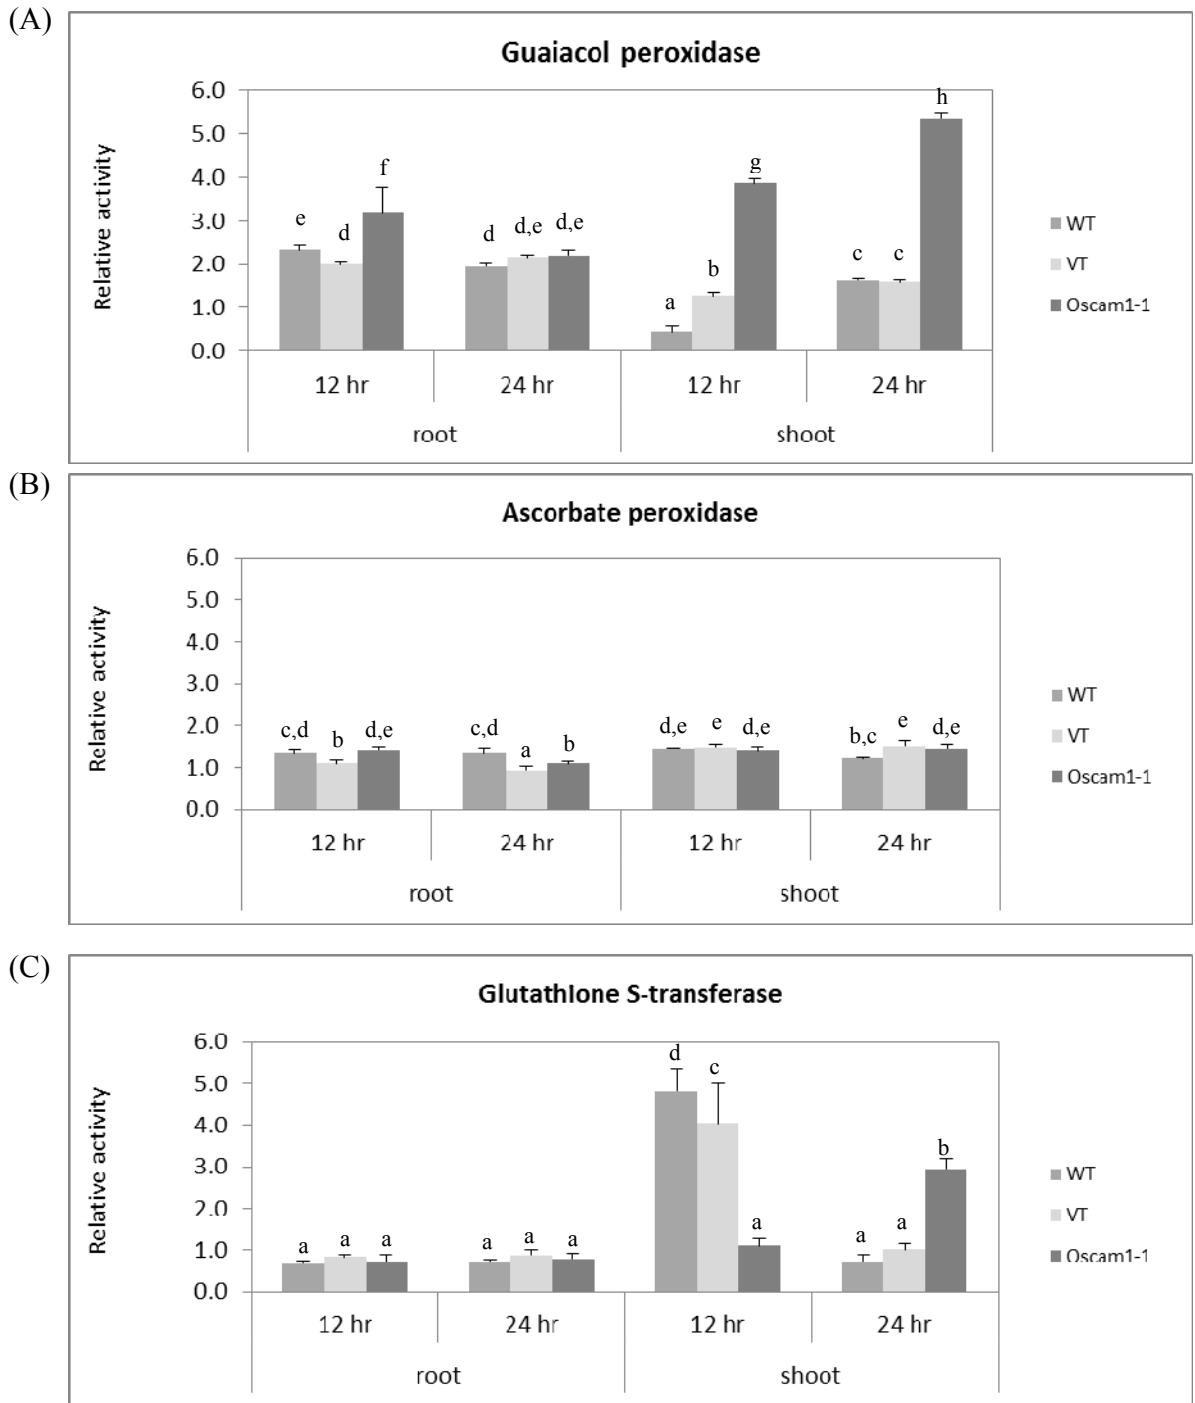 (A)
Guaiacol peroxidase
Relative activity
6.0
5.0
4.0
3.0
2.0
1.0
0.0
e d f d d,e d,e a b g c c h
12 hr 24 hr 12 hr 24 hr
root shoot
WT
VT
Oscam1-1
(B)
Ascorbate peroxidase
Relative activity
6.0
5.0
4.0
3.0
2.0
1.0
0.0
c,d b d,e c,d a b d,e e d,e b,c e d,e
12 hr 24 hr 12 hr 24 hr
root shoot
WT
VT
Oscam1-1
(C)
Glutathione S-transferase
Relative activity
6.0
5.0
4.0
3.0
2.0
1.0
0.0
a a a a a a d c a a a b
12 hr 24 hr 12 hr 24 hr
root shoot
WT
VT
Oscam1-1